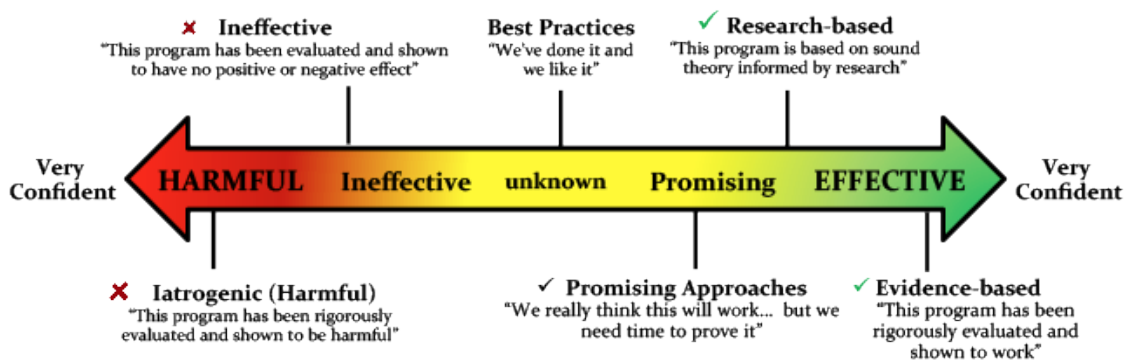 ✗ Ineffective
“This program has been evaluated and shown
to have no positive or negative effect”
Best Practices
“We've done it and
we like it”
✓ Research-based
“This program is based on sound
theory informed by research”
Very
Confident
HARMFUL Ineffective unknown Promising EFFECTIVE
Very
Confident
✗ Iatrogenic (Harmful)
“This program has been rigorously
evaluated and shown to be harmful”
✓ Promising Approaches
“We really think this will work... but we
need time to prove it”
✓ Evidence-based
“This program has been
rigorously evaluated and
shown to work”